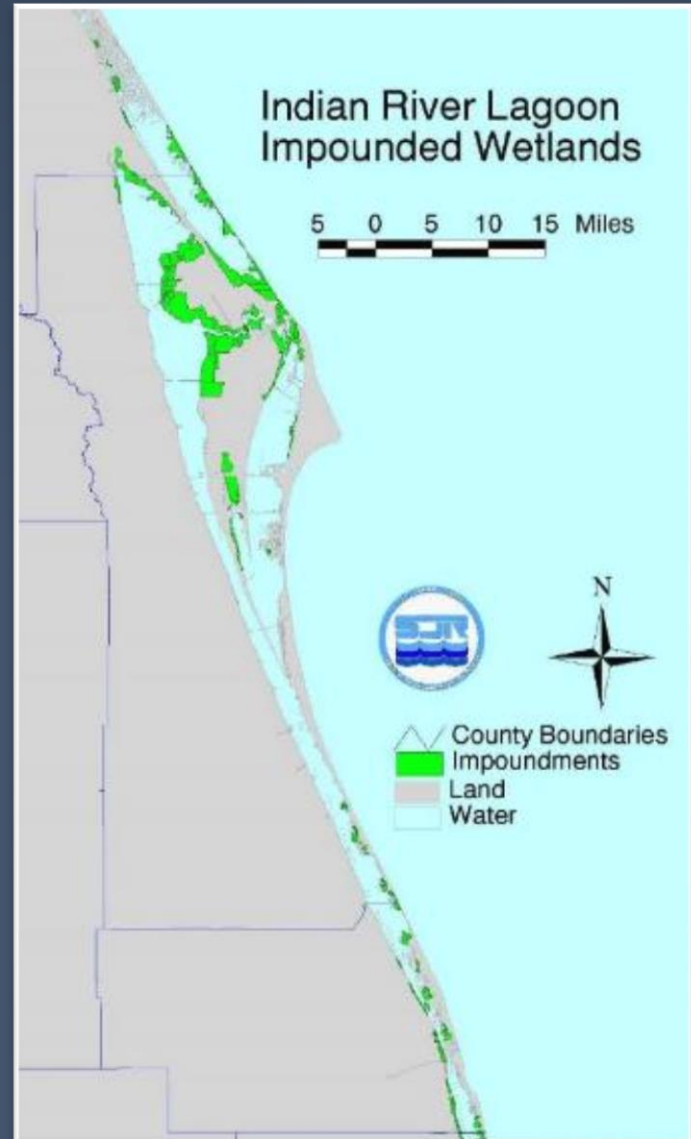 Indian River Lagoon
Impounded Wetlands
5 0 5 10 15 Miles
N
County Boundaries
Impoundments
Land
Water